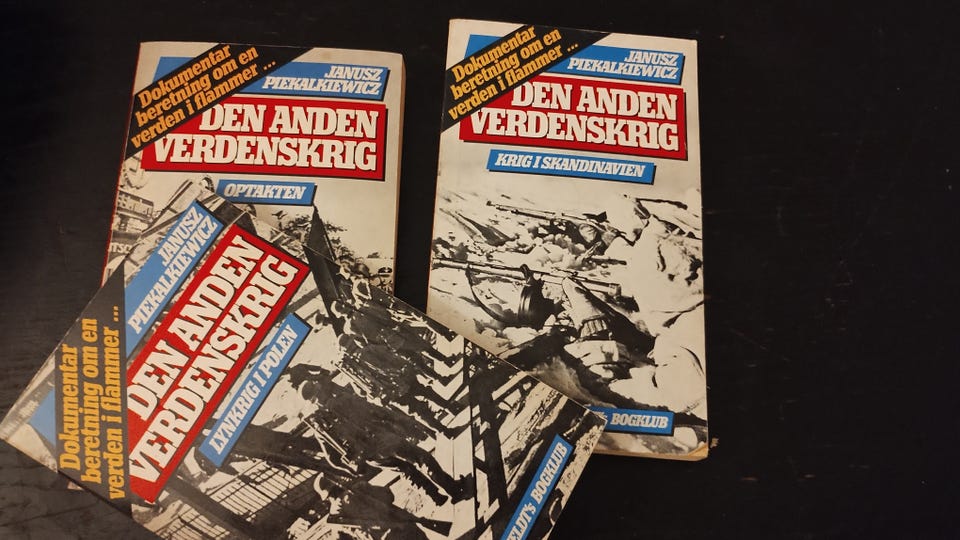 Dokumentar
beretning om en
verden i flammer ...
JANUSZ
PIEKALKIEWICZ
DEN ANDEN
VERDENSKRIG
OPTAKTEN
Dokumentar
beretning om en
verden i flammer ...
JANUSZ
PIEKALKIEWICZ
DEN ANDEN
VERDENSKRIG
KRIG I SKANDINAVIEN
BOGKLUB
Dokumentar
beretning om en
verden i flammer ...
JANUSZ
PIEKALKIEWICZ
DEN ANDEN
VERDENSKRIG
LYNKRIG I POLEN
ELDT's BOGKLUB